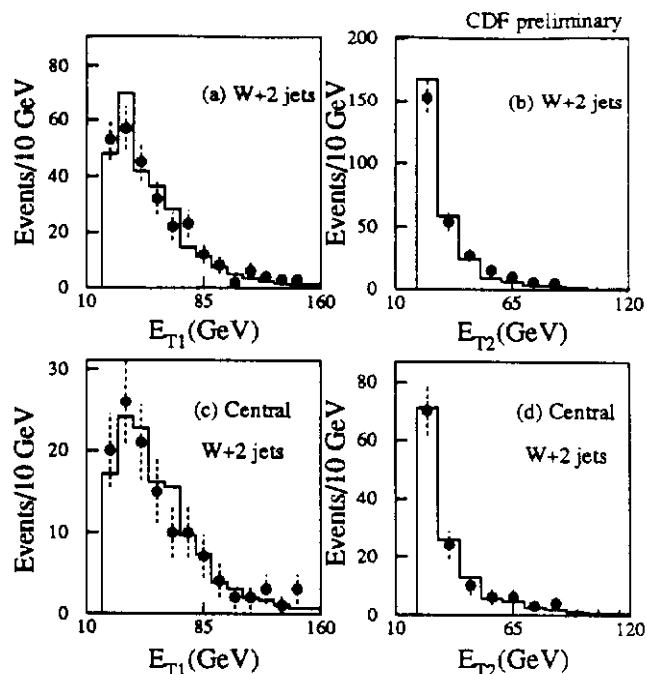 CDF preliminary
80
60
40
20
0
Events/10 GeV
(a) W+2 jets
10 85 160
E_T1(GeV)
200
150
100
50
0
Events/10 GeV
(b) W+2 jets
10 65 120
E_T2(GeV)
30
20
10
0
Events/10 GeV
(c) Central
W+2 jets
10 85 160
E_T1(GeV)
80
60
40
20
0
Events/10 GeV
(d) Central
W+2 jets
10 65 120
E_T2(GeV)